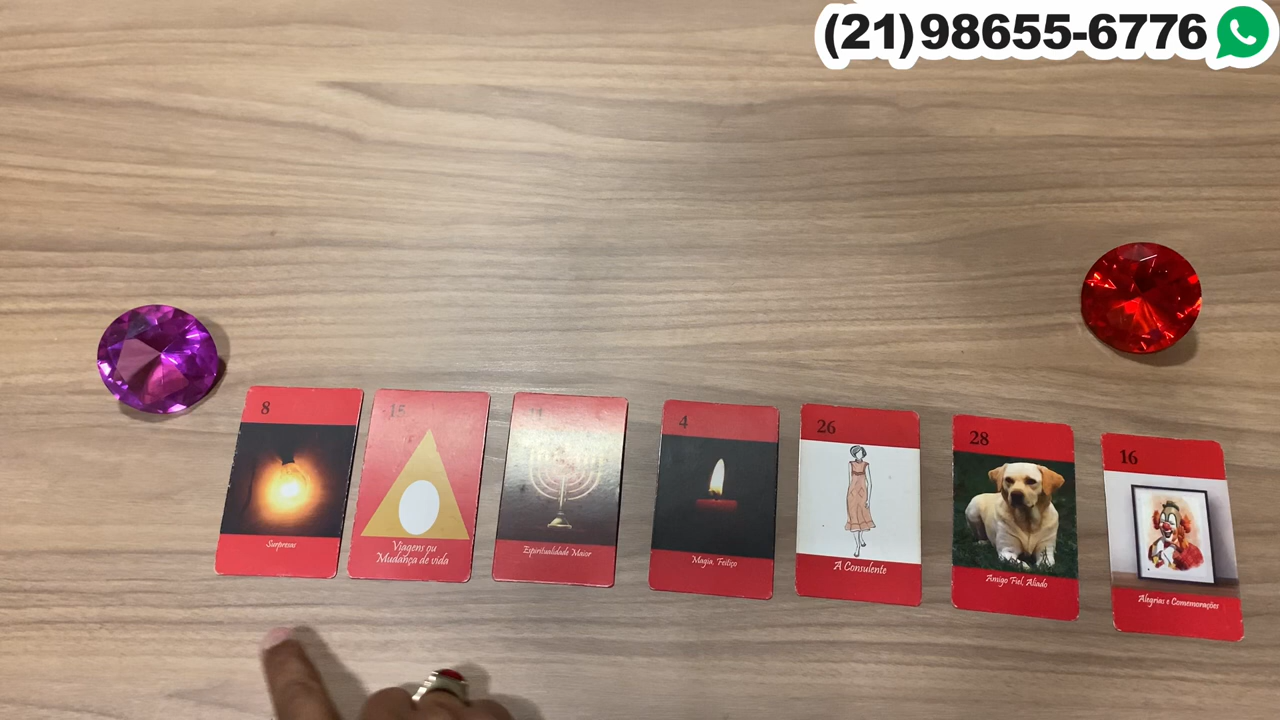 (21)98655-6776
8
Surpresas
15
Viagens ou
Mudança de vida
11
Espiritualidade Maior
4
Magia, Feitiço
26
A Consulente
28
Amigo Fiel, Aliado
16
Alegrias e Comemorações